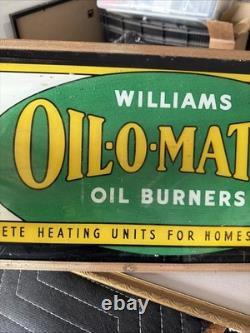 WILLIAMS
OIL-O-MAT
OIL BURNERS
ETE HEATING UNITS FOR HOMES